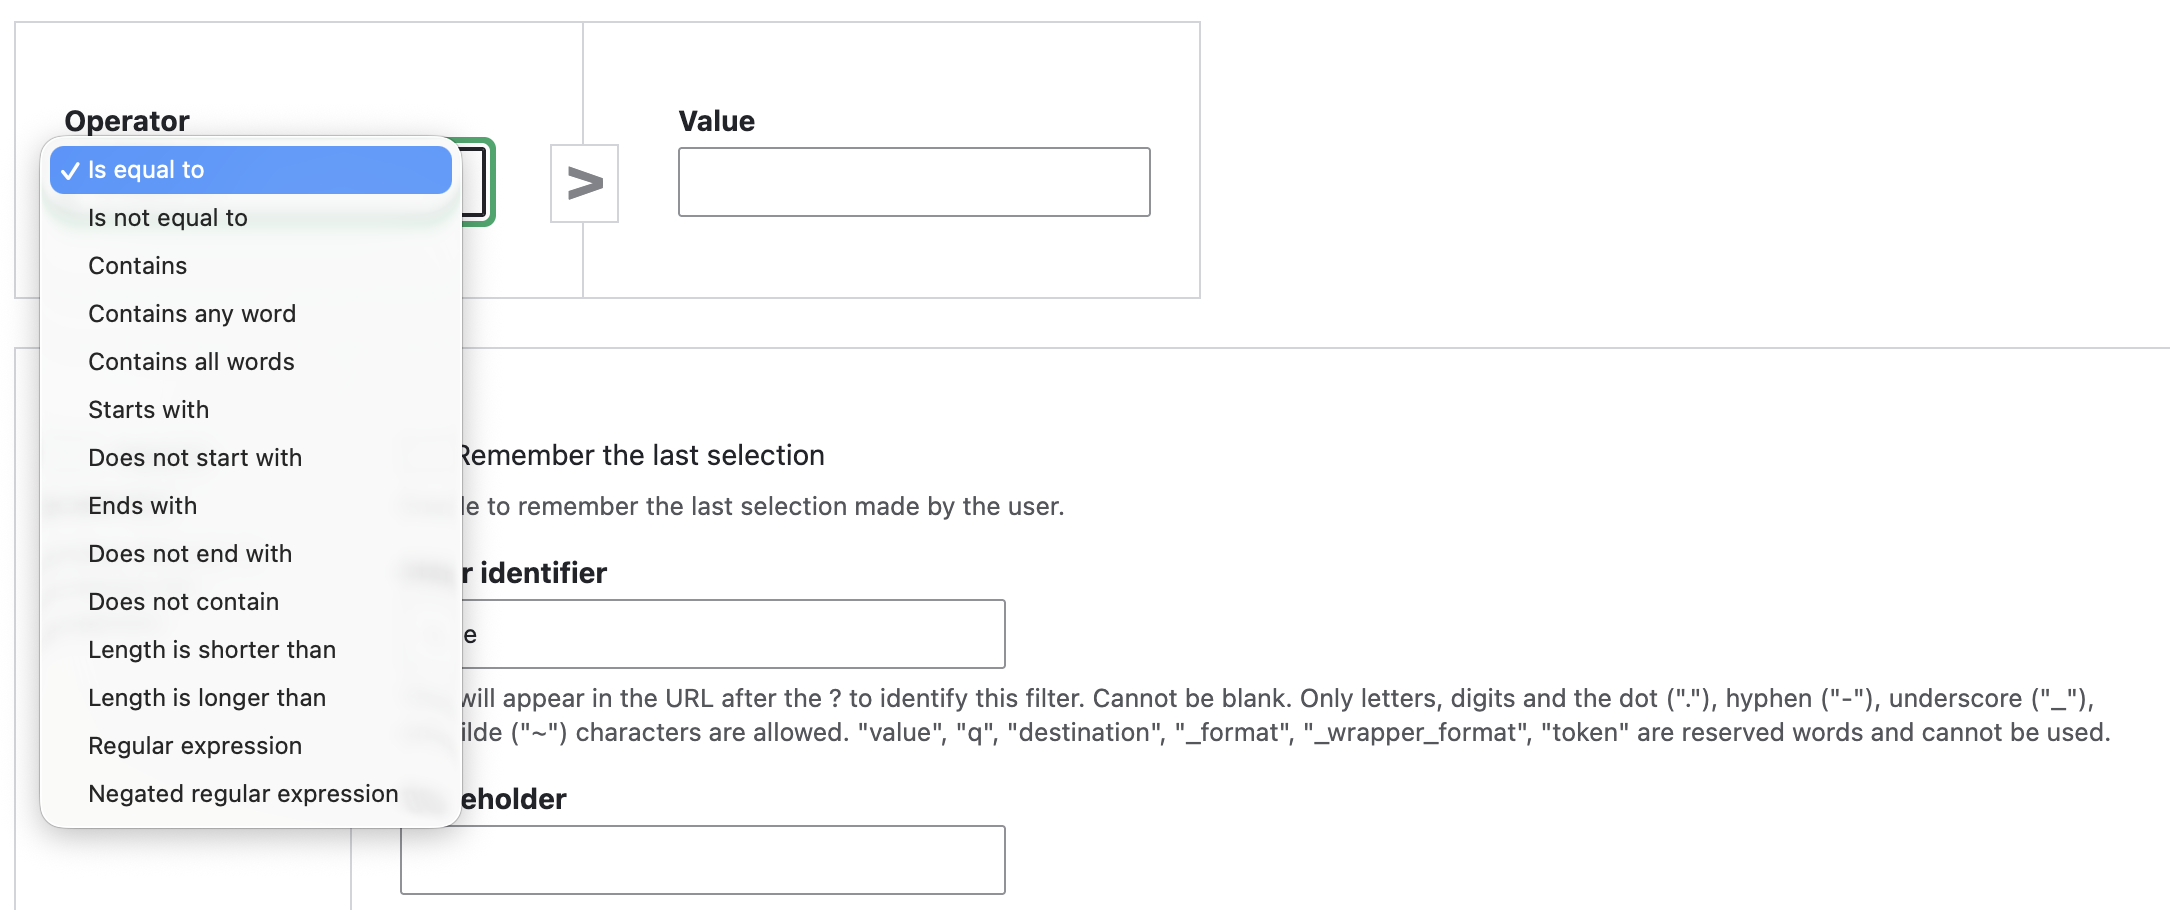 Operator
Value
Is equal to
>
Is not equal to
Contains
Contains any word
Contains all words
Starts with
Does not start with
Ends with
Does not end with
Does not contain
Length is shorter than
Length is longer than
Regular expression
Negated regular expression
Remember the last selection
le to remember the last selection made by the user.
r identifier
e
will appear in the URL after the ? to identify this filter. Cannot be blank. Only letters, digits and the dot ("."), hyphen ("-"), underscore ("_"),
ilde ("~") characters are allowed. "value", "q", "destination", "_format", "_wrapper_format", "token" are reserved words and cannot be used.
eholder